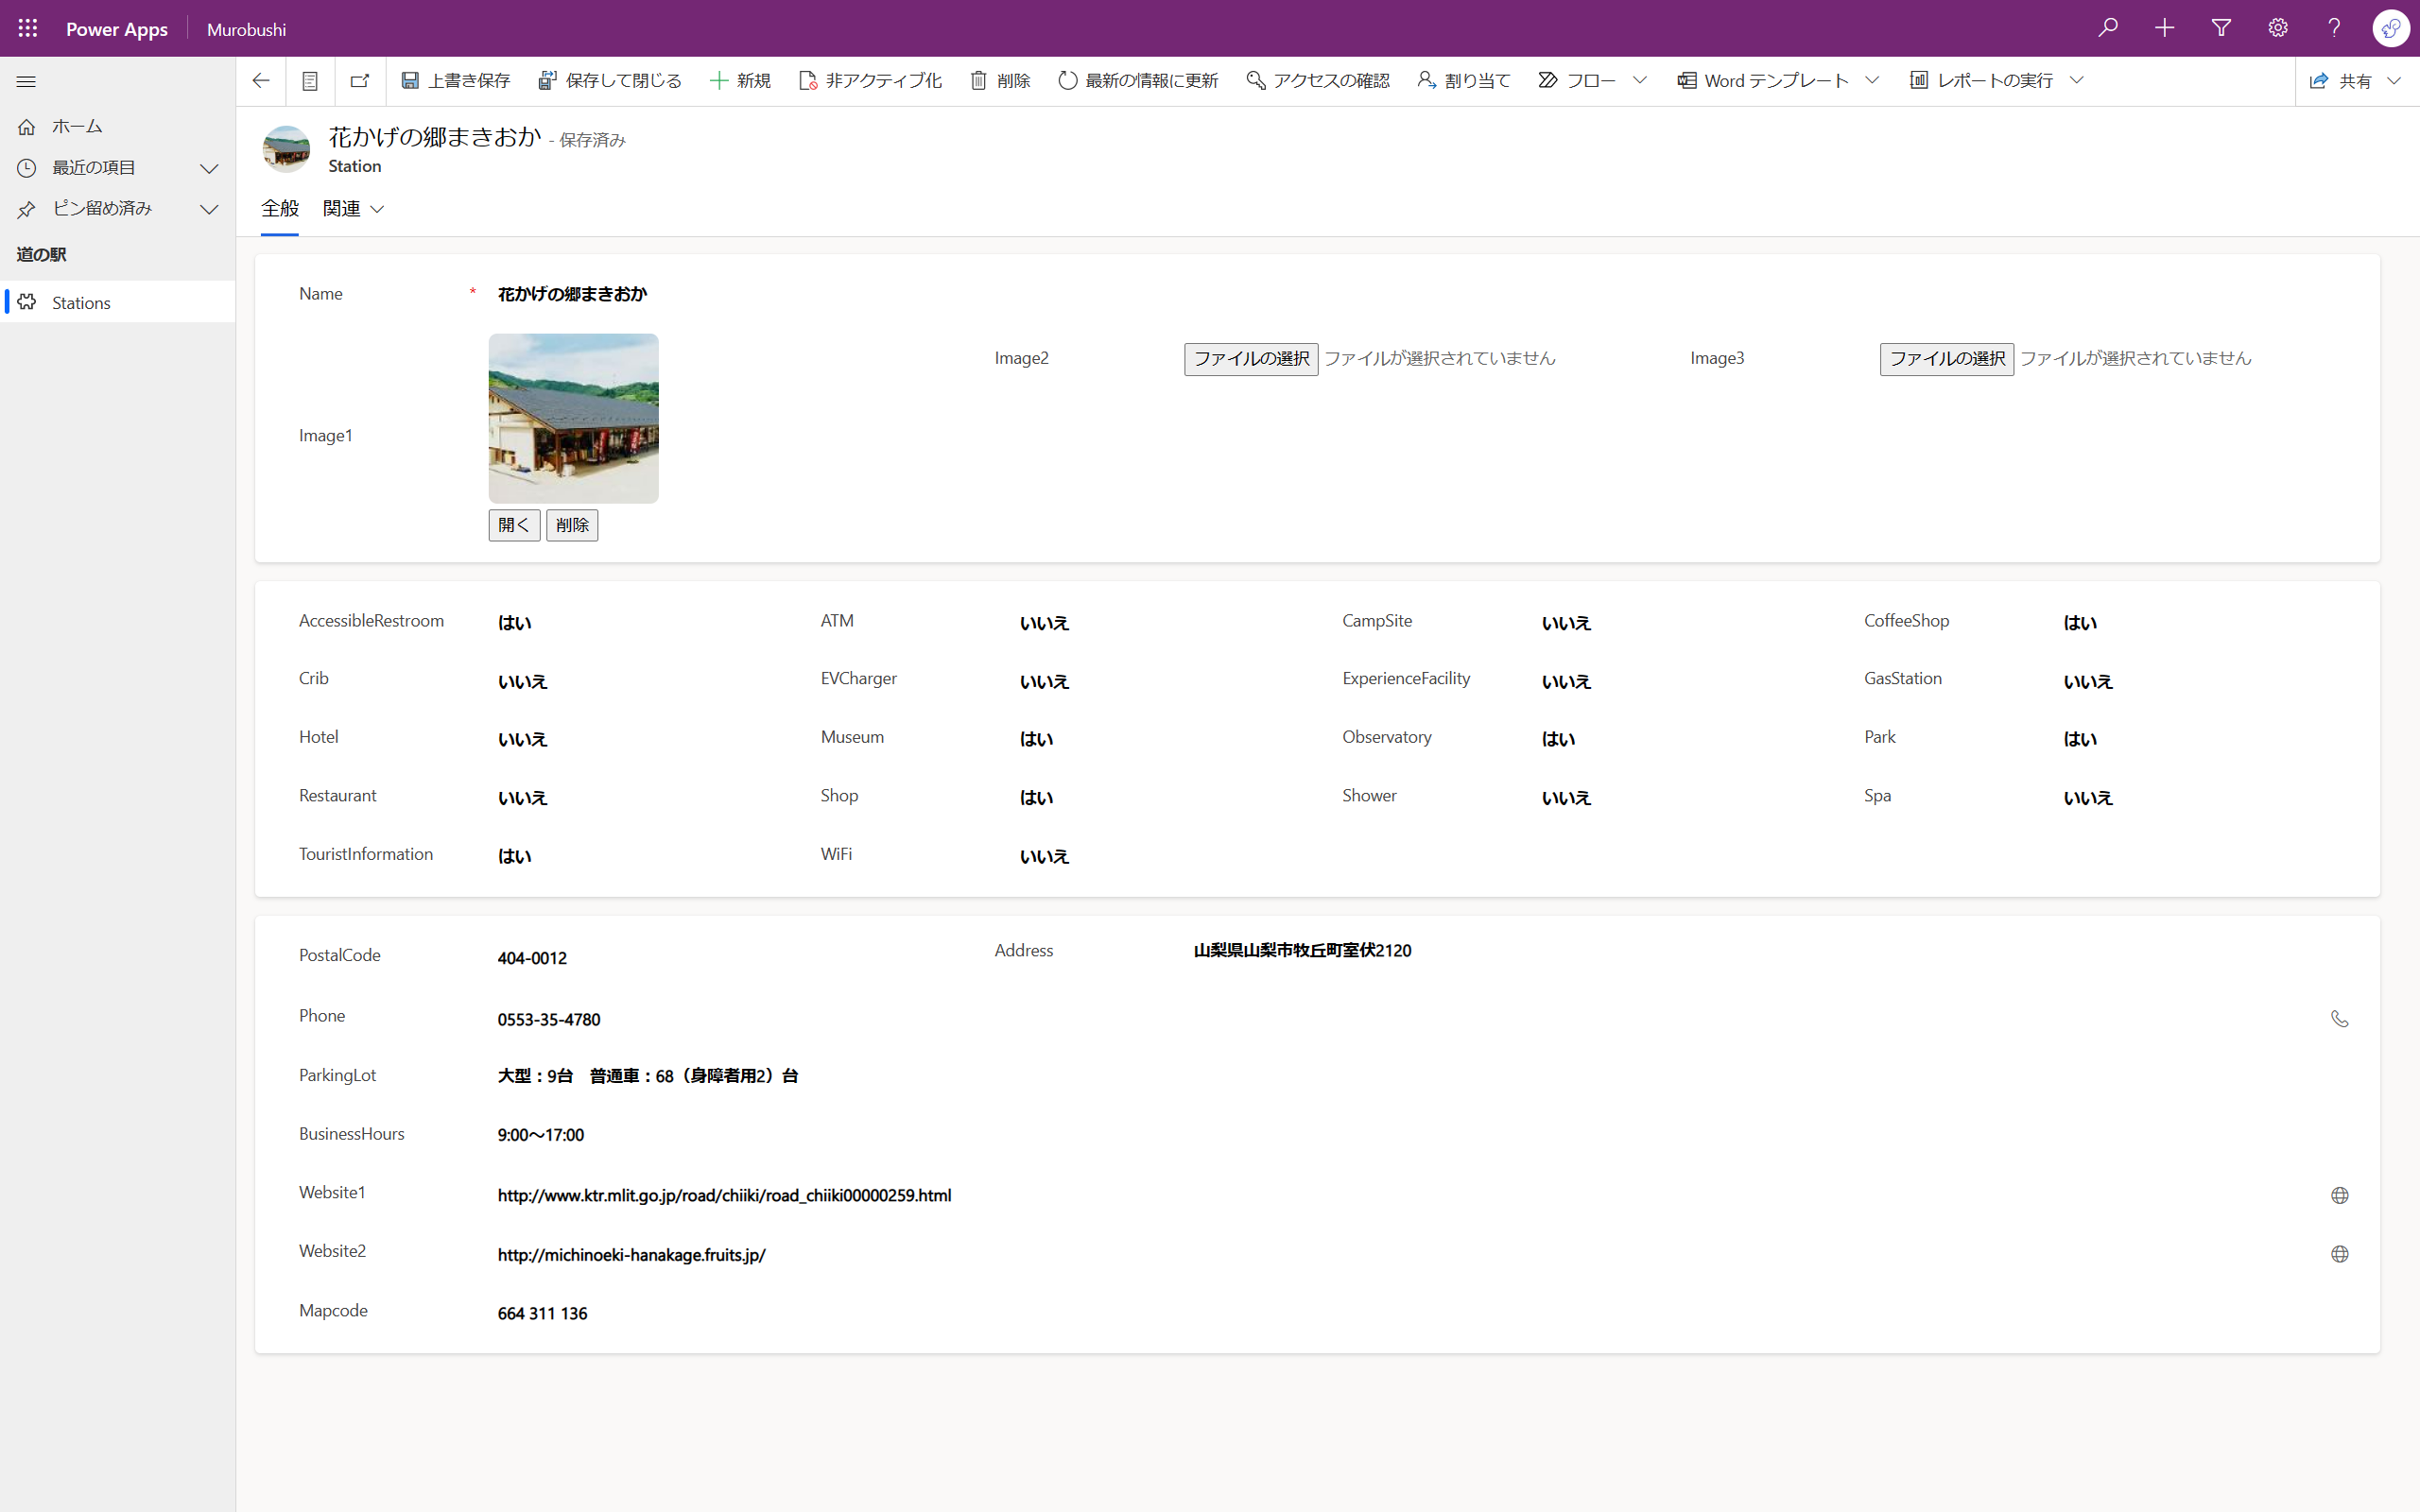 Power Apps Murobushi
上書き保存 保存して閉じる 新規 非アクティブ化 削除 最新の情報に更新 アクセスの確認 割り当て フロー Word テンプレート レポートの実行 共有
ホーム
最近の項目
ピン留め済み
道の駅
Stations
花かげの郷まきおか - 保存済み
Station
全般 関連
Name * 花かげの郷まきおか
Image1
開く 削除
Image2 ファイルの選択 ファイルが選択されていません
Image3 ファイルの選択 ファイルが選択されていません
AccessibleRestroom はい ATM いいえ CampSite いいえ CoffeeShop はい
Crib いいえ EVCharger いいえ ExperienceFacility いいえ GasStation いいえ
Hotel いいえ Museum はい Observatory はい Park はい
Restaurant いいえ Shop はい Shower いいえ Spa いいえ
TouristInformation はい WiFi いいえ
PostalCode 404-0012 Address 山梨県山梨市牧丘町室伏2120
Phone 0553-35-4780
ParkingLot 大型：9台　普通車：68（身障者用2）台
BusinessHours 9:00～17:00
Website1 http://www.ktr.mlit.go.jp/road/chiiki/road_chiiki00000259.html
Website2 http://michinoeki-hanakage.fruits.jp/
Mapcode 664 311 136